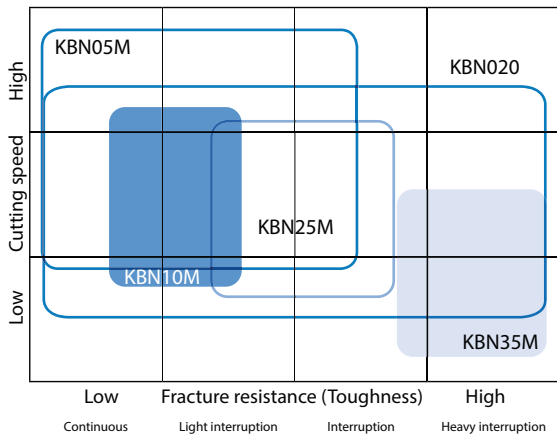 KBN05M
KBN020
High
Cutting speed
KBN25M
KBN10M
Low
KBN35M
Low Fracture resistance (Toughness) High
Continuous Light interruption Interruption Heavy interruption